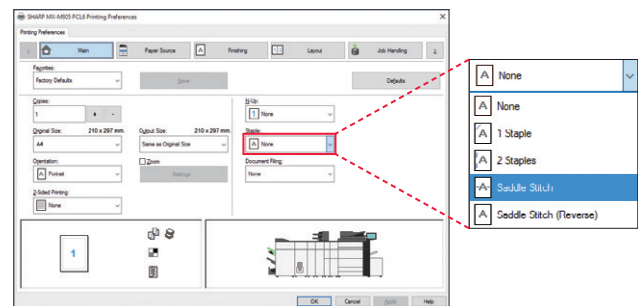 SHARP MX-M905 PCL6 Printing Preferences
Printing Preferences
Main Paper Source Finishing Layout Job Handling
Favorites:
Factory Defaults Save Defaults
Copies:
1 + -
N-Up:
1 None
Original Size: 210 x 297 mm. Output Size: 210 x 297 mm. Staple:
A4 Same as Original Size A None
Orientation: Zoom Document Filing:
A Portrait Settings... None
2-Sided Printing:
None
1
OK Cancel Apply Help
A None
A None
A 1 Staple
A 2 Staples
A Saddle Stitch
A Saddle Stitch (Reverse)